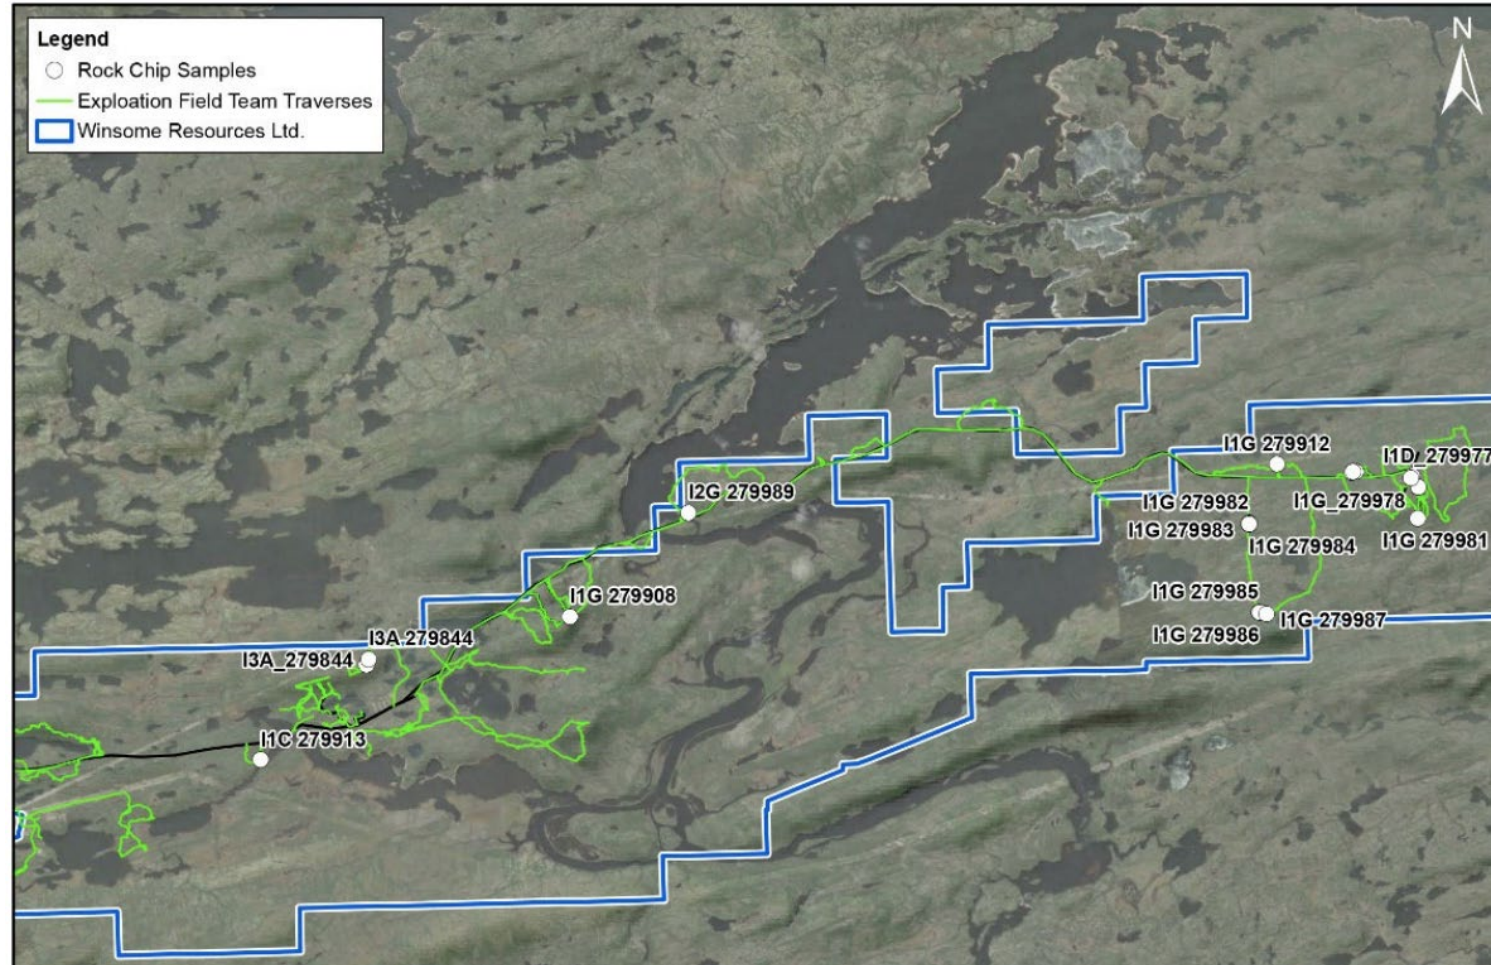 Legend
Rock Chip Samples
Exploation Field Team Traverses
Winsome Resources Ltd.
N
I1G 279912
I1D_279977
I2G 279989
I1G 279982
I1G_279978
I1G 279983
I1G 279984
I1G 279981
I1G 279985
I1G 279908
I1G 279987
I1G 279986
I3A 279844
I3A_279844
I1C 279913